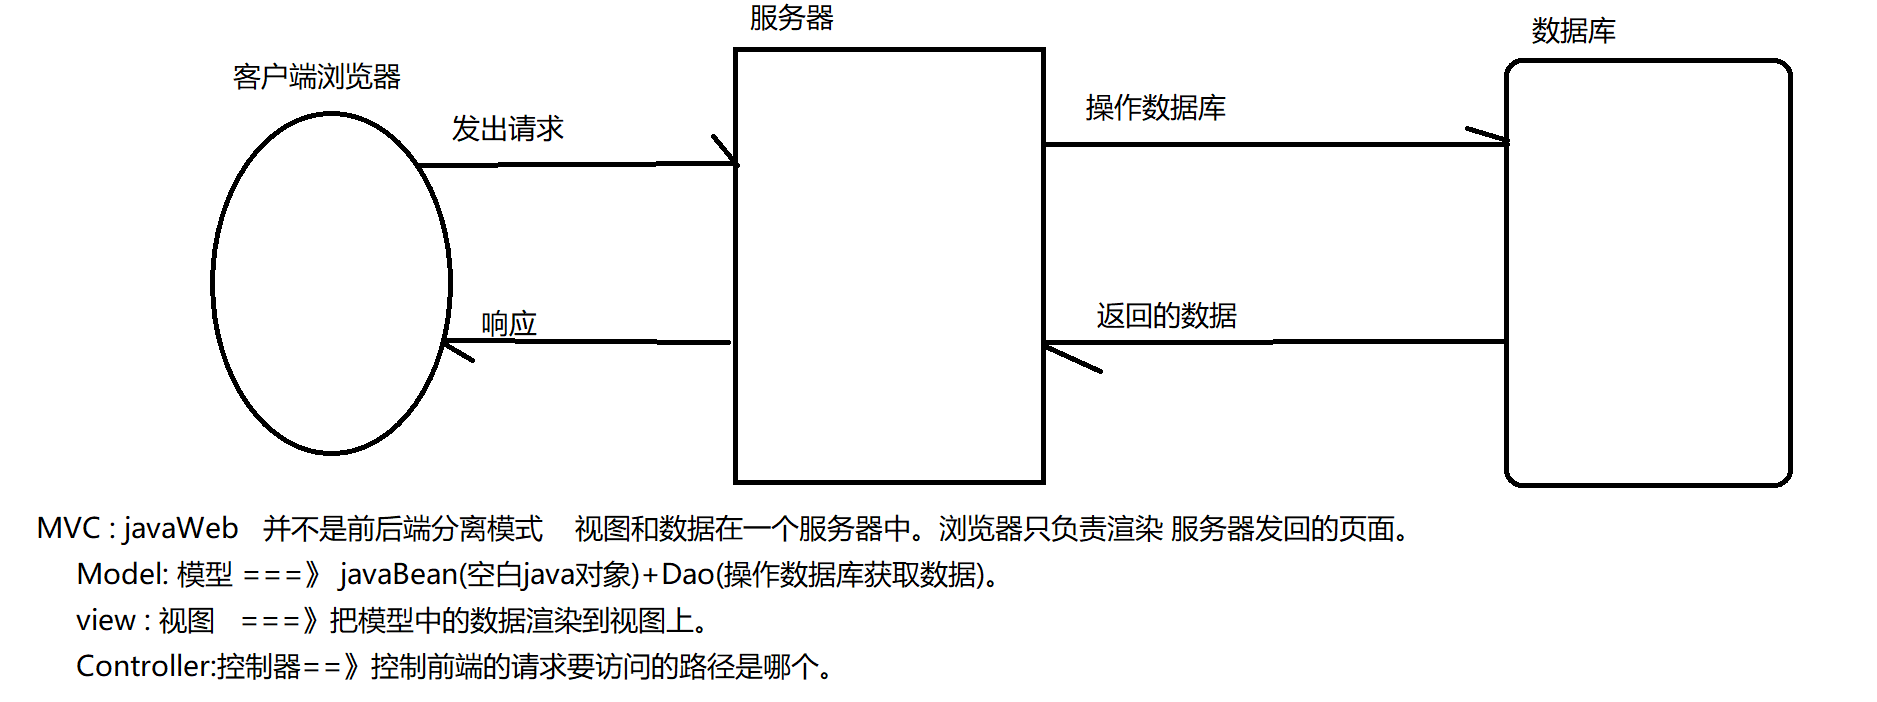 服务器
数据库
客户端浏览器
发出请求
操作数据库
响应
返回的数据
MVC : javaWeb 并不是前后端分离模式 视图和数据在一个服务器中。浏览器只负责渲染 服务器发回的页面。
Model: 模型 ===》 javaBean(空白java对象)+Dao(操作数据库获取数据)。
view : 视图 ===》把模型中的数据渲染到视图上。
Controller:控制器==》控制前端的请求要访问的路径是哪个。